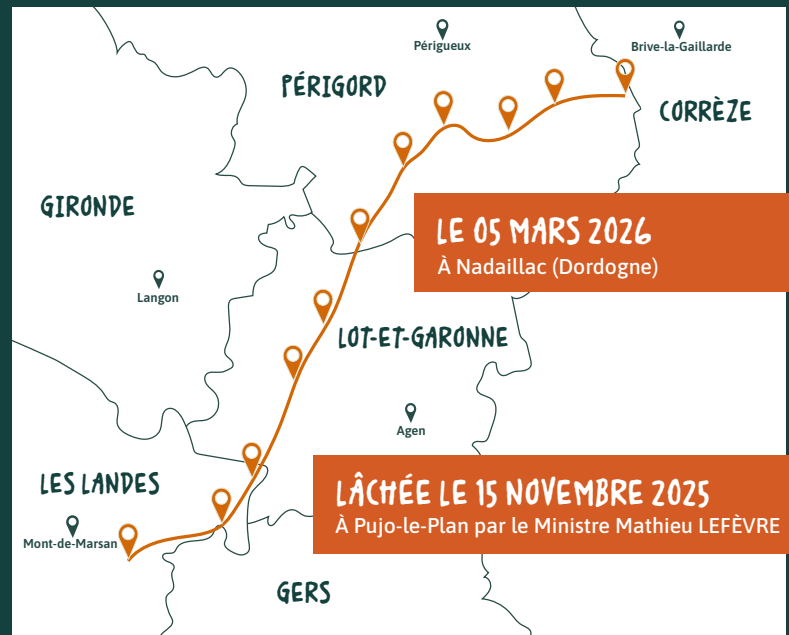 Périgueux
Brive-la-Gaillarde
PÉRIGORD
CORRÈZE
GIRONDE
LE 05 MARS 2026
À Nadaillac (Dordogne)
Langon
LOT-ET-GARONNE
Agen
LES LANDES
LÂCHÉE LE 15 NOVEMBRE 2025
À Pujo-le-Plan par le Ministre Mathieu LEFÈVRE
Mont-de-Marsan
GERS